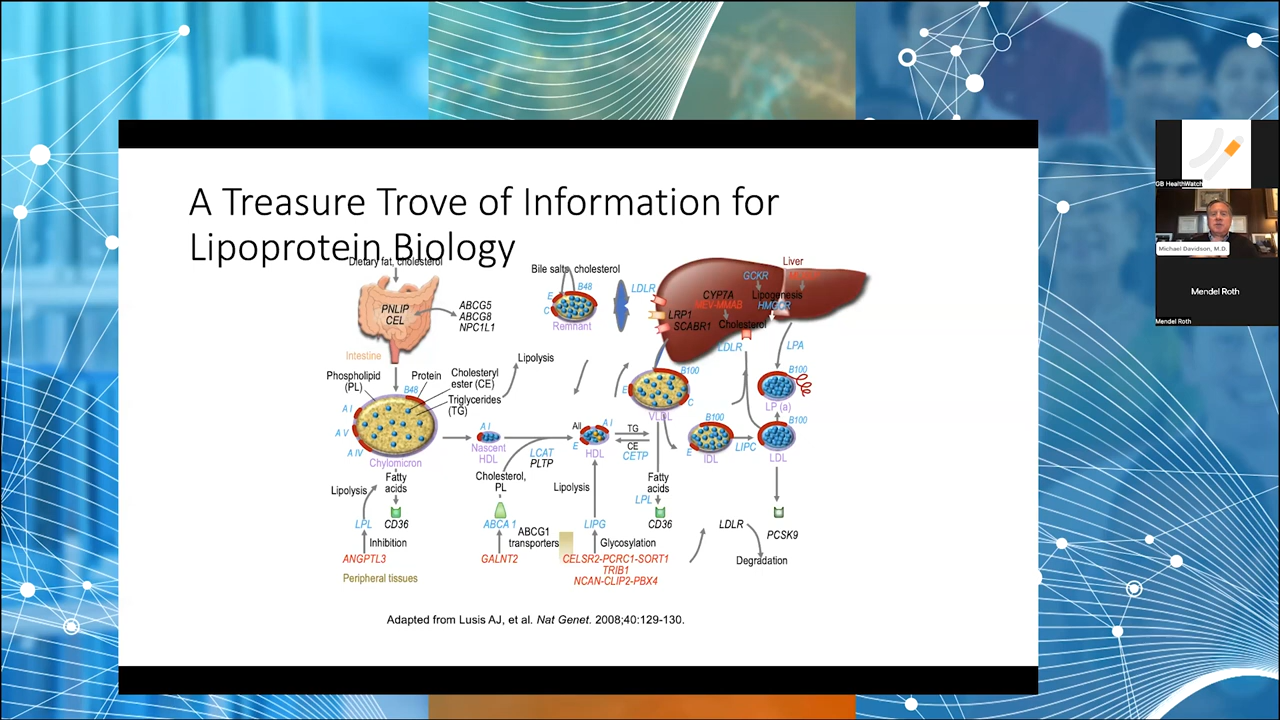 A Treasure Trove of Information for
Lipoprotein Biology
Dietary fat, cholesterol
PNLIP
CEL
ABCG5
ABCG8
NPC1L1
Intestine
Bile salts, cholesterol
E
B48
C
Remnant
LDLR
Liver
GCKR
CYP7A
Lipogenesis
MEV-MMAB
HMGCR
LRP1
SCABR1
Cholesterol
LDLR
LPA
Lipolysis
Phospholipid
(PL)
Protein
Cholesteryl
ester (CE)
B48
Triglycerides
(TG)
A I
A V
A IV
Chylomicron
A I
Nascent
HDL
LCAT
PLTP
AII
A I
E
HDL
TG
CE
CETP
B100
E
C
VLDL
B100
E
IDL
LIPC
B100
LP (a)
B100
LDL
Lipolysis
Fatty
acids
LPL
CD36
Inhibition
ANGPTL3
Peripheral tissues
Cholesterol,
PL
ABCA 1
ABCG1
transporters
GALNT2
Lipolysis
LIPG
Glycosylation
CELSR2-PCRC1-SORT1
TRIB1
NCAN-CLIP2-PBX4
Fatty
acids
LPL
CD36
LDLR
PCSK9
Degradation
Adapted from Lusis AJ, et al. Nat Genet. 2008;40:129-130.
GB HealthWatch
Michael Davidson, M.D.
Mendel Roth
Mendel Roth